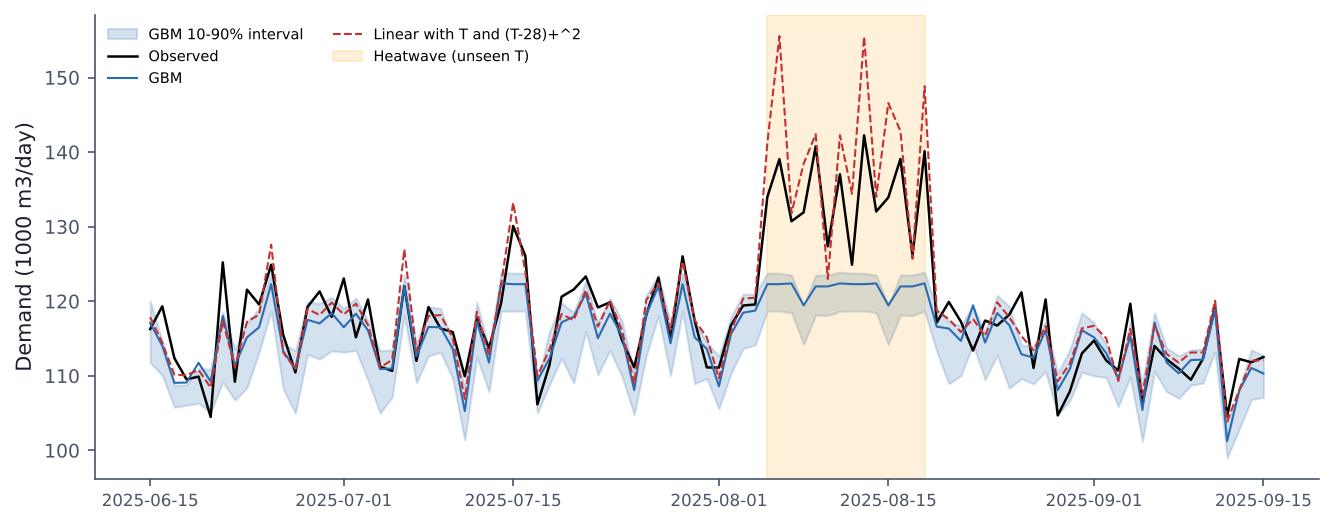 GBM 10-90% interval
Observed
GBM
Linear with T and (T-28)+^2
Heatwave (unseen T)
Demand (1000 m3/day)
150
140
130
120
110
100
2025-06-15
2025-07-01
2025-07-15
2025-08-01
2025-08-15
2025-09-01
2025-09-15